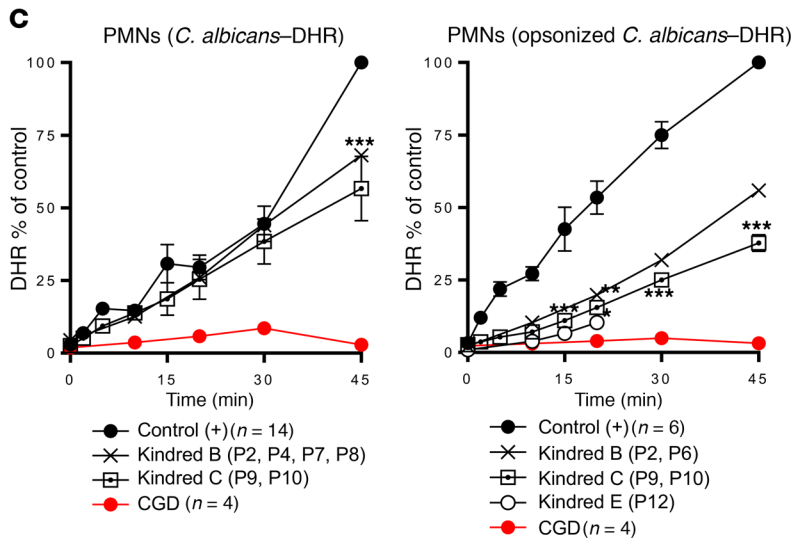 C
PMNs (C. albicans–DHR)
DHR % of control
100
75
50
25
0
***
0 15 30 45
Time (min)
Control (+) (n = 14)
Kindred B (P2, P4, P7, P8)
Kindred C (P9, P10)
CGD (n = 4)
PMNs (opsonized C. albicans–DHR)
DHR % of control
100
75
50
25
0
***
**
*
***
***
0 15 30 45
Time (min)
Control (+) (n = 6)
Kindred B (P2, P6)
Kindred C (P9, P10)
Kindred E (P12)
CGD (n = 4)